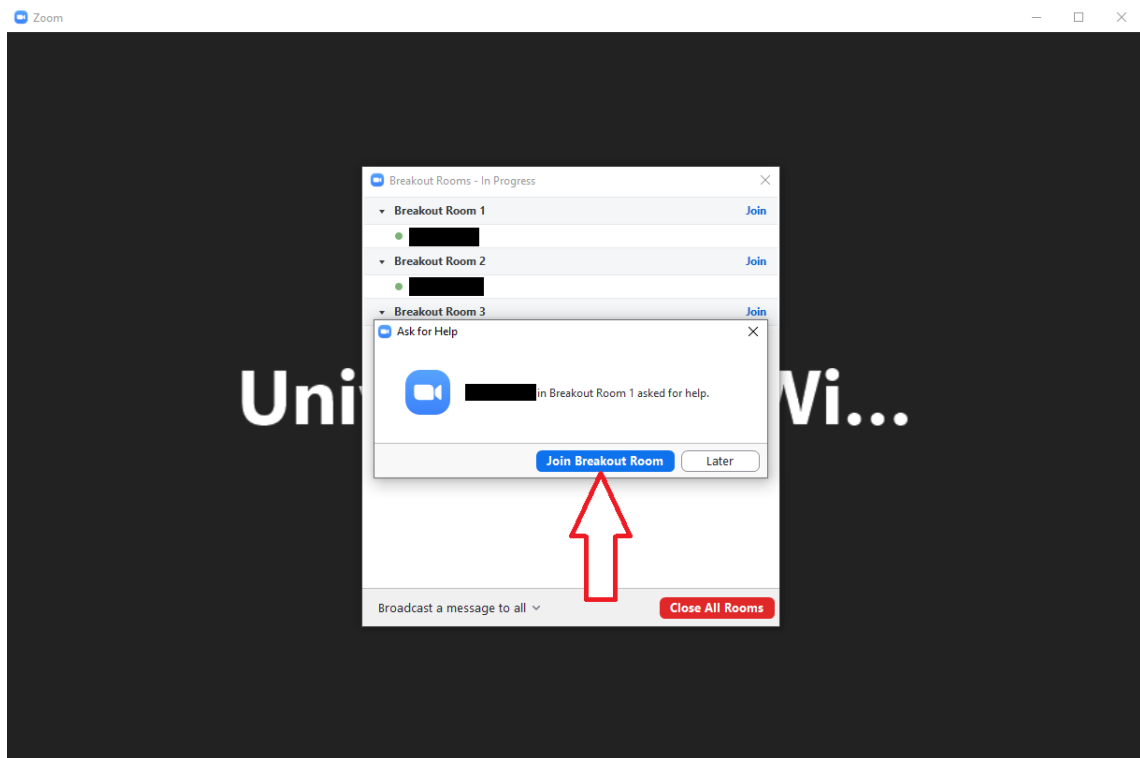 Zoom
Breakout Rooms - In Progress
Breakout Room 1 Join
Breakout Room 2 Join
Breakout Room 3 Join
Ask for Help
in Breakout Room 1 asked for help.
Uni Wi...
Join Breakout Room Later
Broadcast a message to all Close All Rooms